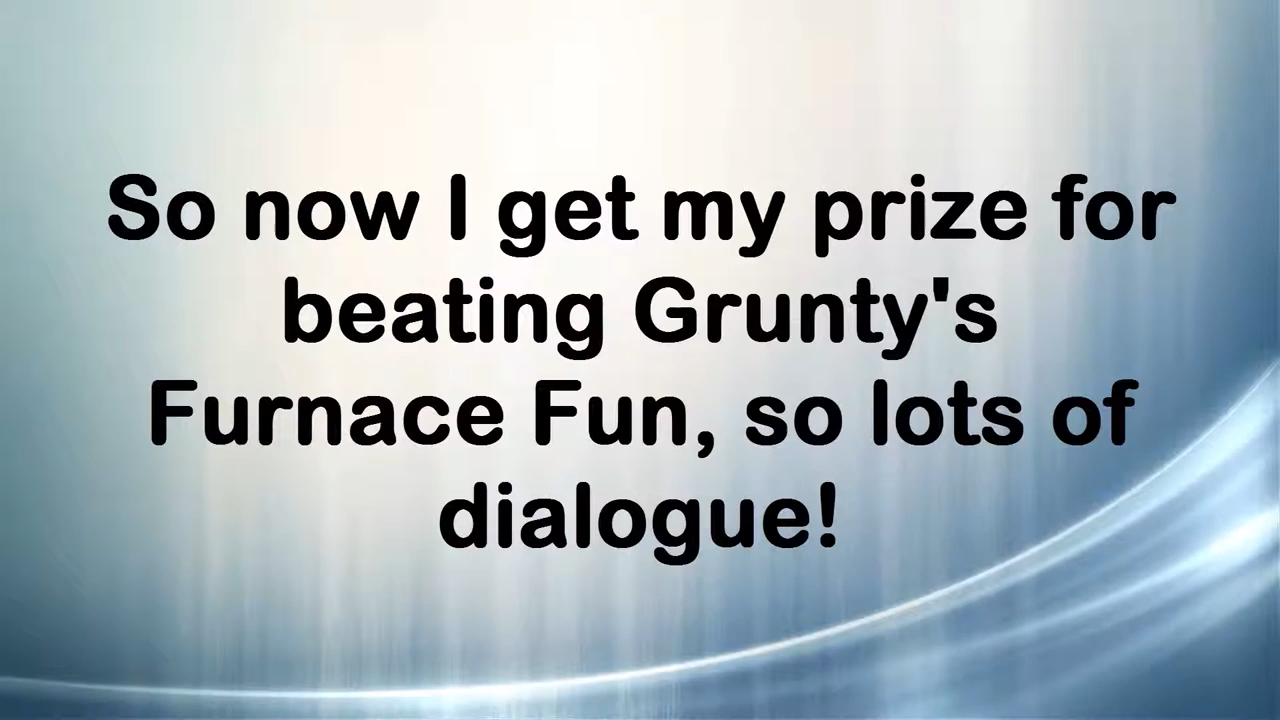 So now I get my prize for
beating Grunty's
Furnace Fun, so lots of
dialogue!